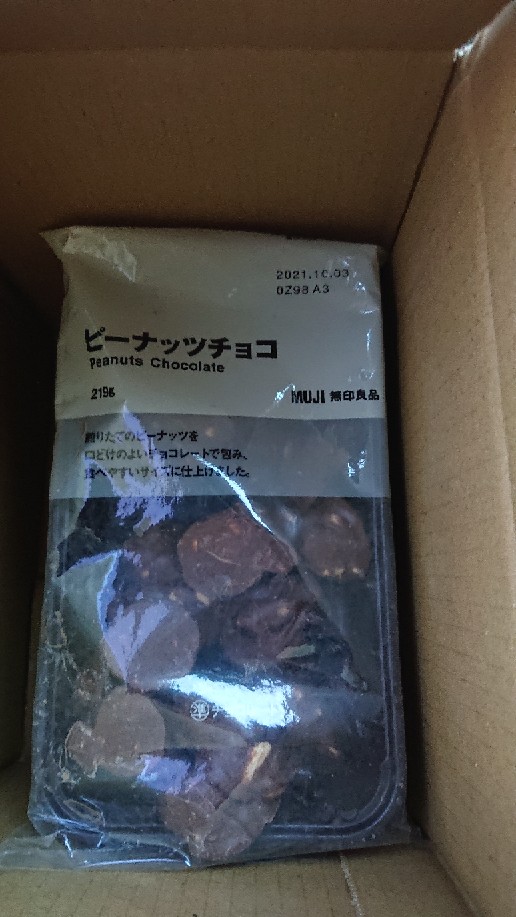 2021.10.03
0Z98 A3
ピーナッツチョコ
Peanuts Chocolate
219g
MUJI 無印良品
煎りたてのピーナッツを
口どけのよいチョコレートで包み、
食べやすいサイズに仕上げました。